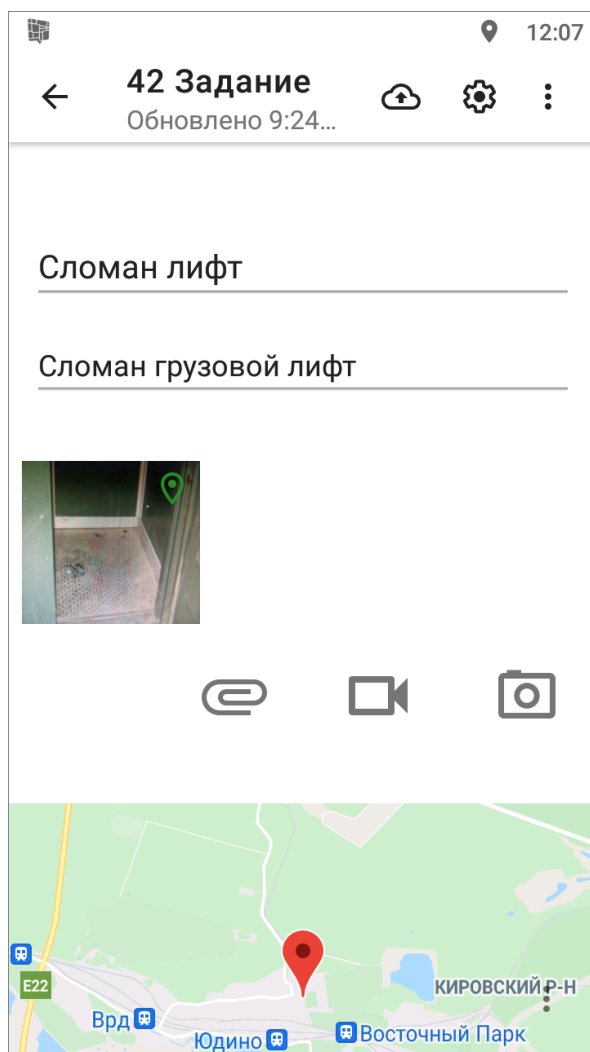 12:07
42 Задание
Обновлено 9:24...
Сломан лифт
Сломан грузовой лифт
E22
КИРОВСКИЙ Р-Н
Врд
Юдино
Восточный Парк